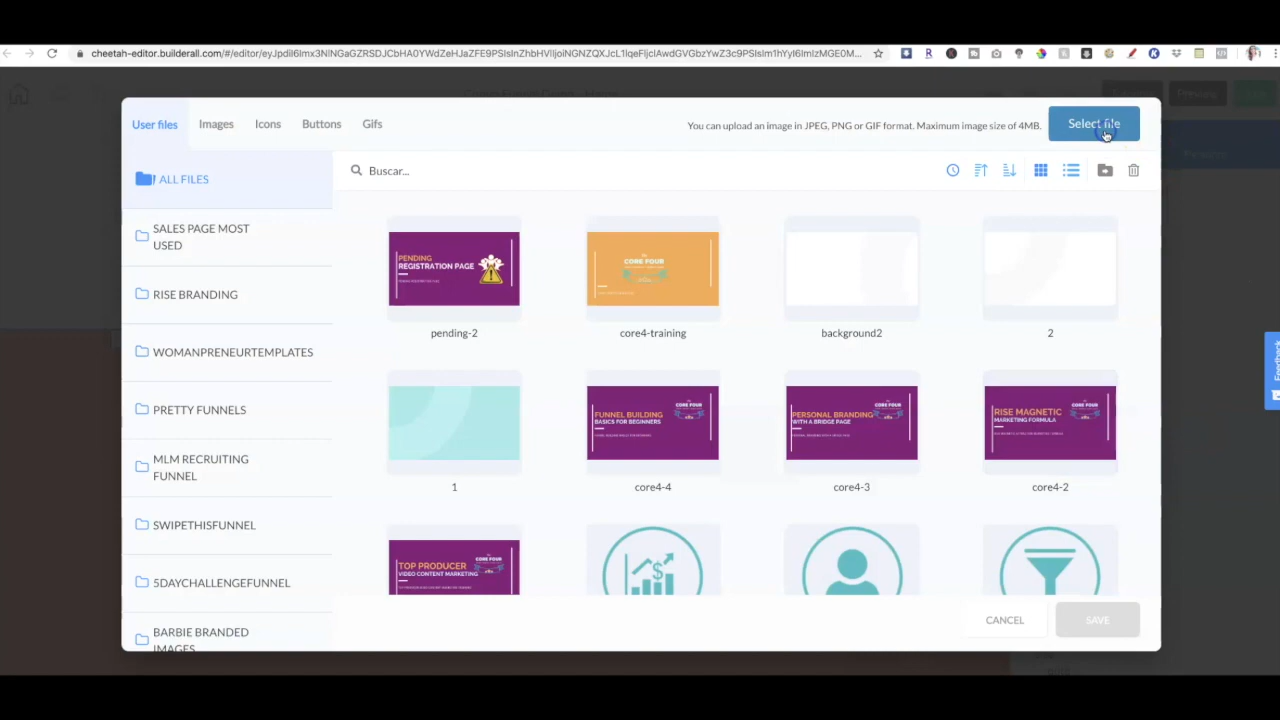 cheetah-editor.builderall.com/#/editor/
User files
Images
Icons
Buttons
Gifs
You can upload an image in JPEG, PNG or GIF format. Maximum image size of 4MB.
Select file
ALL FILES
Buscar...
SALES PAGE MOST
USED
RISE BRANDING
WOMANPRENEURTEMPLATES
PRETTY FUNNELS
MLM RECRUITING
FUNNEL
SWIPETHISFUNNEL
5DAYCHALLENGEFUNNEL
BARBIE BRANDED
IMAGES
PENDING
REGISTRATION PAGE
CORE FOUR
pending-2
core4-training
background2
2
FUNNEL BUILDING
BASICS FOR BEGINNERS
CORE FOUR
PERSONAL BRANDING
WITH A BRIDGE PAGE
CORE FOUR
RISE MAGNETIC
MARKETING FORMULA
CORE FOUR
1
core4-4
core4-3
core4-2
TOP PRODUCER
VIDEO CONTENT MARKETING
CORE FOUR
CANCEL
SAVE
Feedback